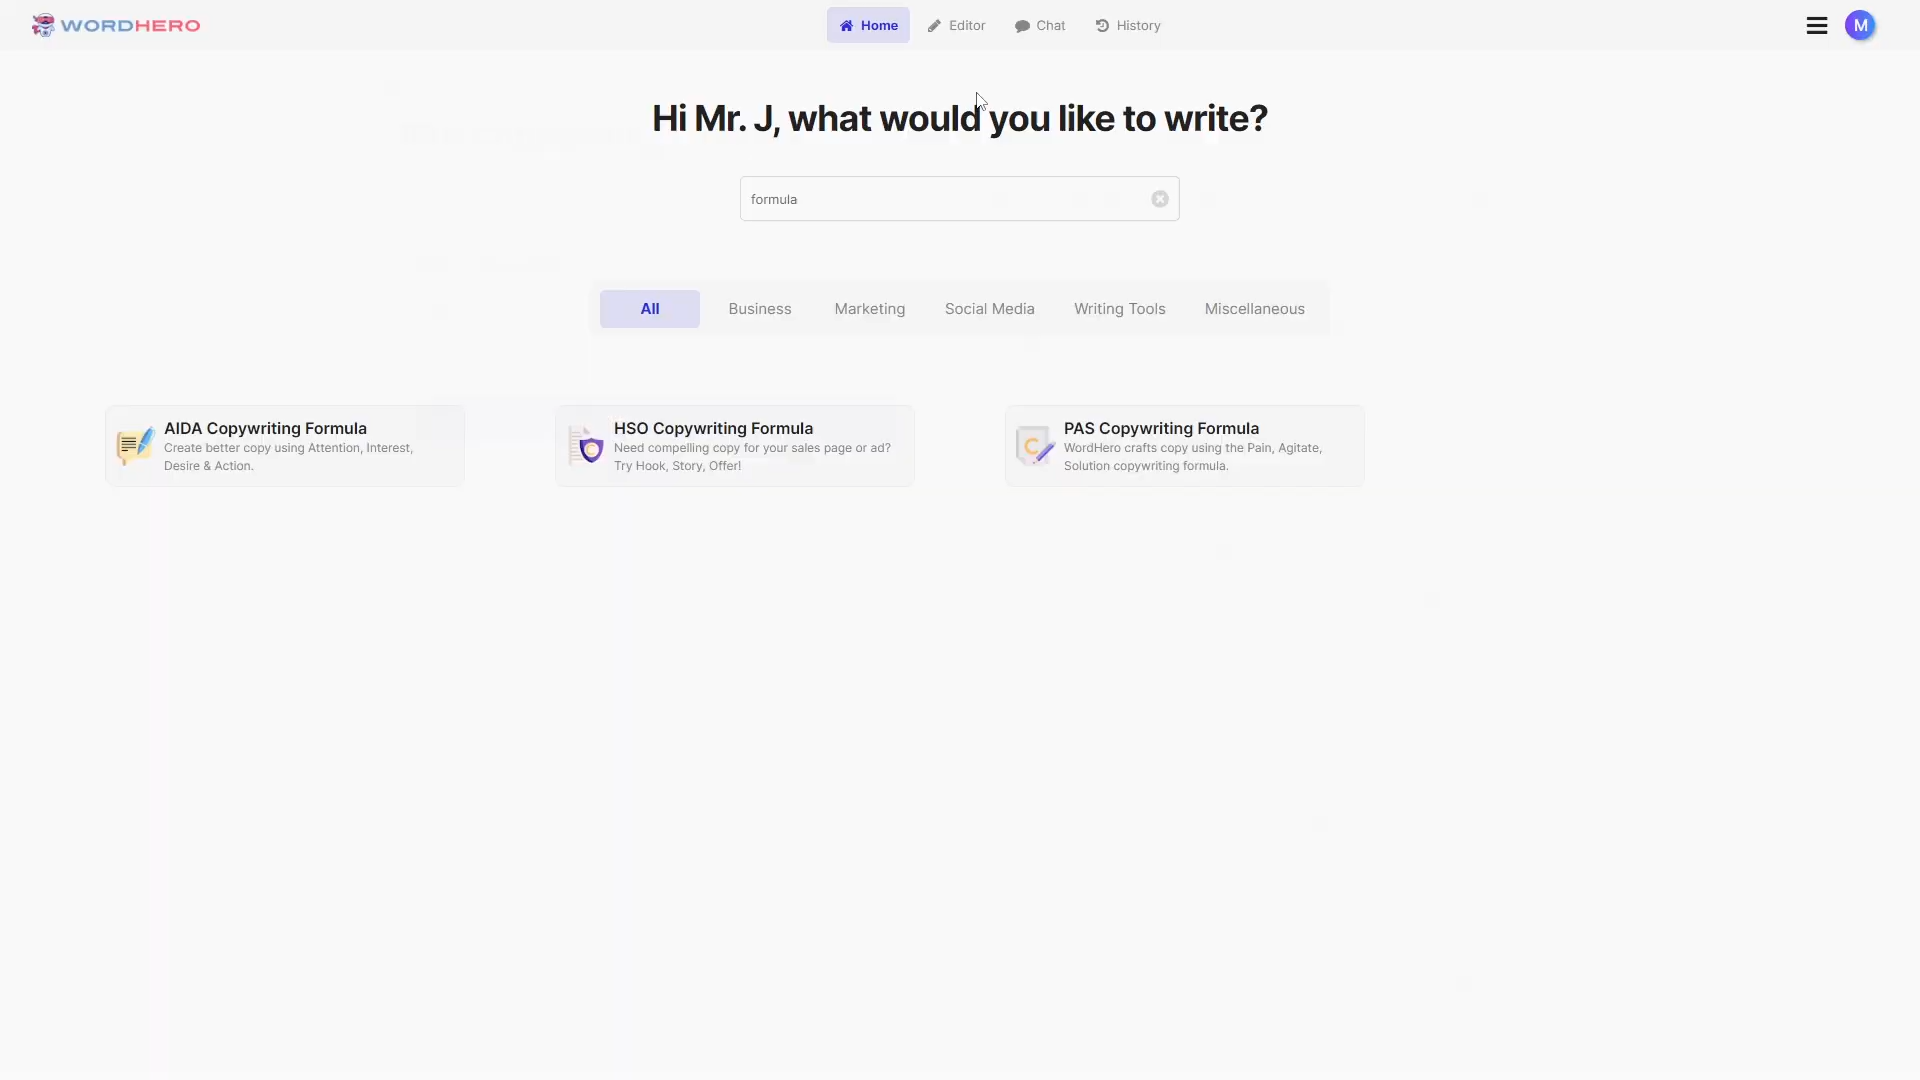 WORDHERO
Home
Editor
Chat
History
M
Hi Mr. J, what would you like to write?
formula
All
Business
Marketing
Social Media
Writing Tools
Miscellaneous
AIDA Copywriting Formula
Create better copy using Attention, Interest,
Desire & Action.
HSO Copywriting Formula
Need compelling copy for your sales page or ad?
Try Hook, Story, Offer!
PAS Copywriting Formula
WordHero crafts copy using the Pain, Agitate,
Solution copywriting formula.